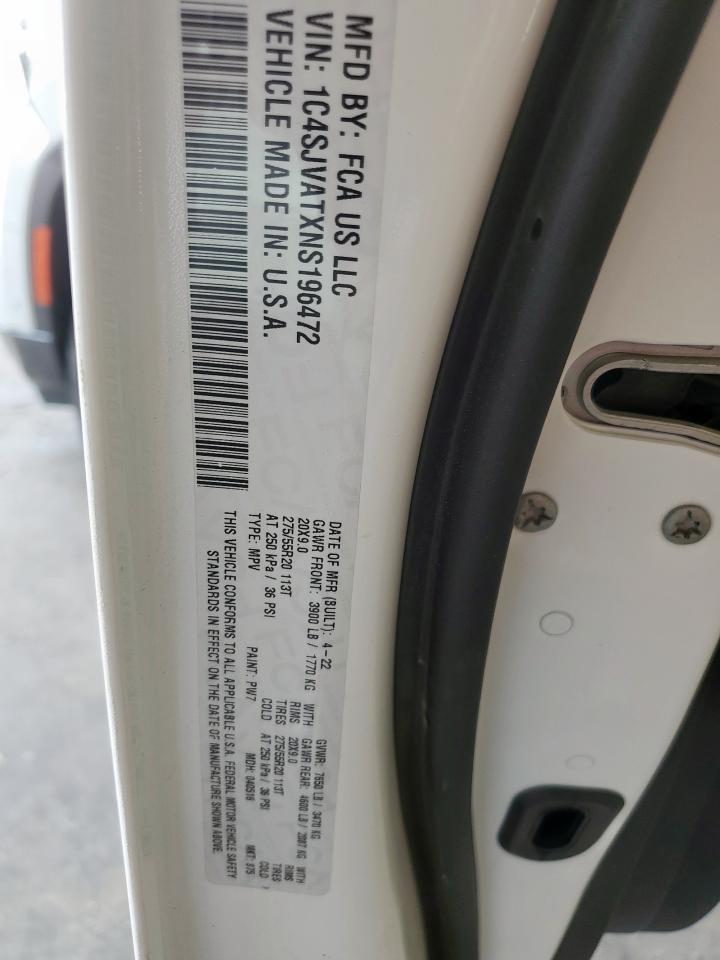 MFD BY: FCA US LLC
VIN: 1C4SJVATXNS196472
VEHICLE MADE IN: U.S.A.
DATE OF MFR (BUILT): 4-22 GVWR: 7650 LB / 3470 KG
GAWR FRONT: 3900 LB / 1770 KG WITH GAWR REAR: 4600 LB / 2087 KG WITH
20X9.0 RIMS 20X9.0 RIMS
275/55R20 113T TIRES 275/55R20 113T TIRES
AT 250 kPa / 36 PSI COLD AT 250 kPa / 36 PSI COLD
TYPE: MPV PAINT: PW7 MDH: 040518 MKT: 875
THIS VEHICLE CONFORMS TO ALL APPLICABLE U.S.A. FEDERAL MOTOR VEHICLE SAFETY
STANDARDS IN EFFECT ON THE DATE OF MANUFACTURE SHOWN ABOVE.